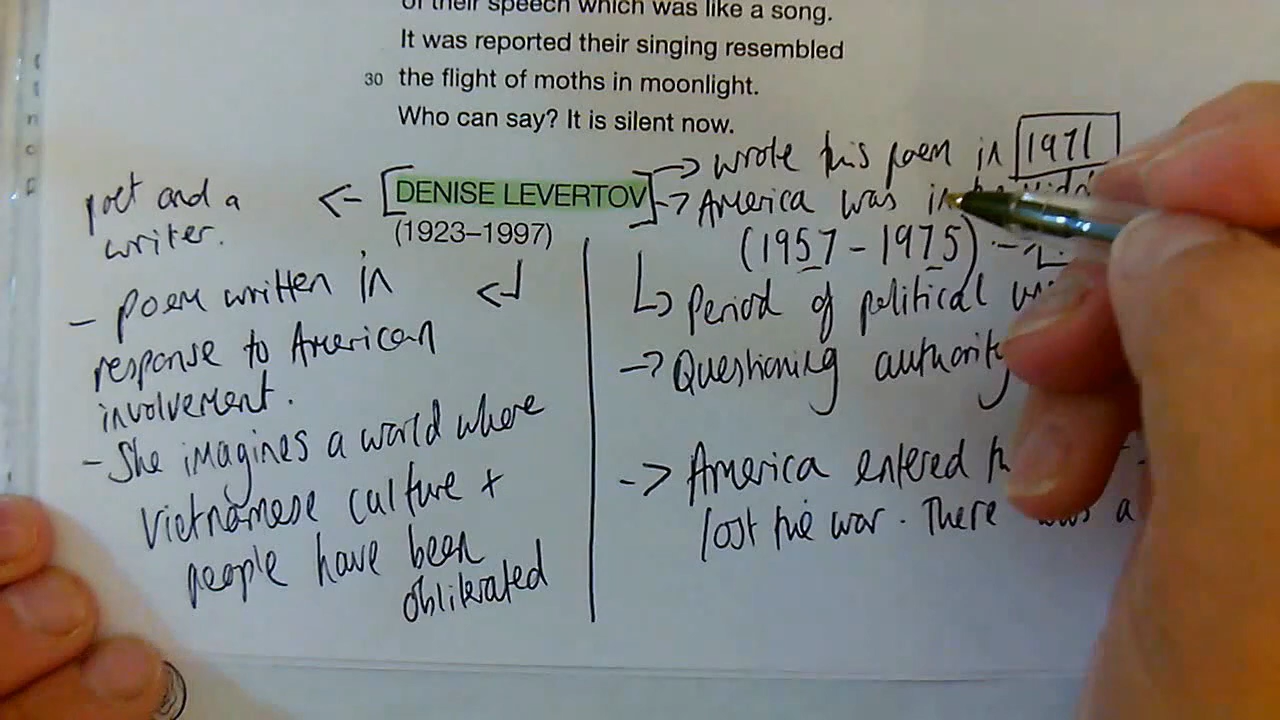 of their speech which was like a song.
It was reported their singing resembled
30 the flight of moths in moonlight.
Who can say? It is silent now.
DENISE LEVERTOV
(1923–1997)
<- poet and a
writer.
- Poem written in
response to American
involvement.
- She imagines a world where
Vietnamese culture +
people have been
obliterated
-> wrote this poem in 1971
-> America was in
(1957 - 1975) -
-> Period of political
-> Questioning authority
-> America entered
lost the war. There was a